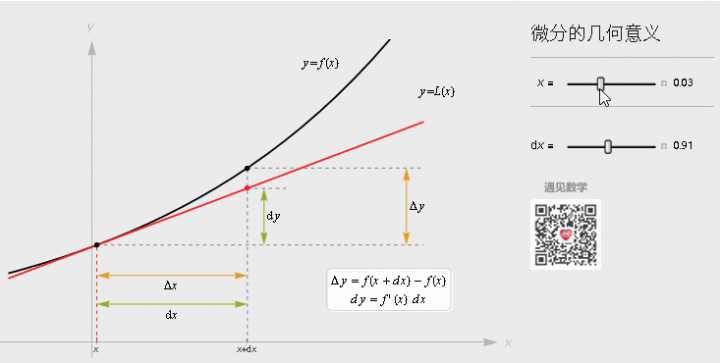 微分的几何意义
y
y=f(x)
x = 0.03
y=L(x)
dx = 0.91
遇见数学
dy
Δy
Δx
Δy = f(x + dx) − f(x)
dy = f' (x) dx
dx
x
x
x+dx